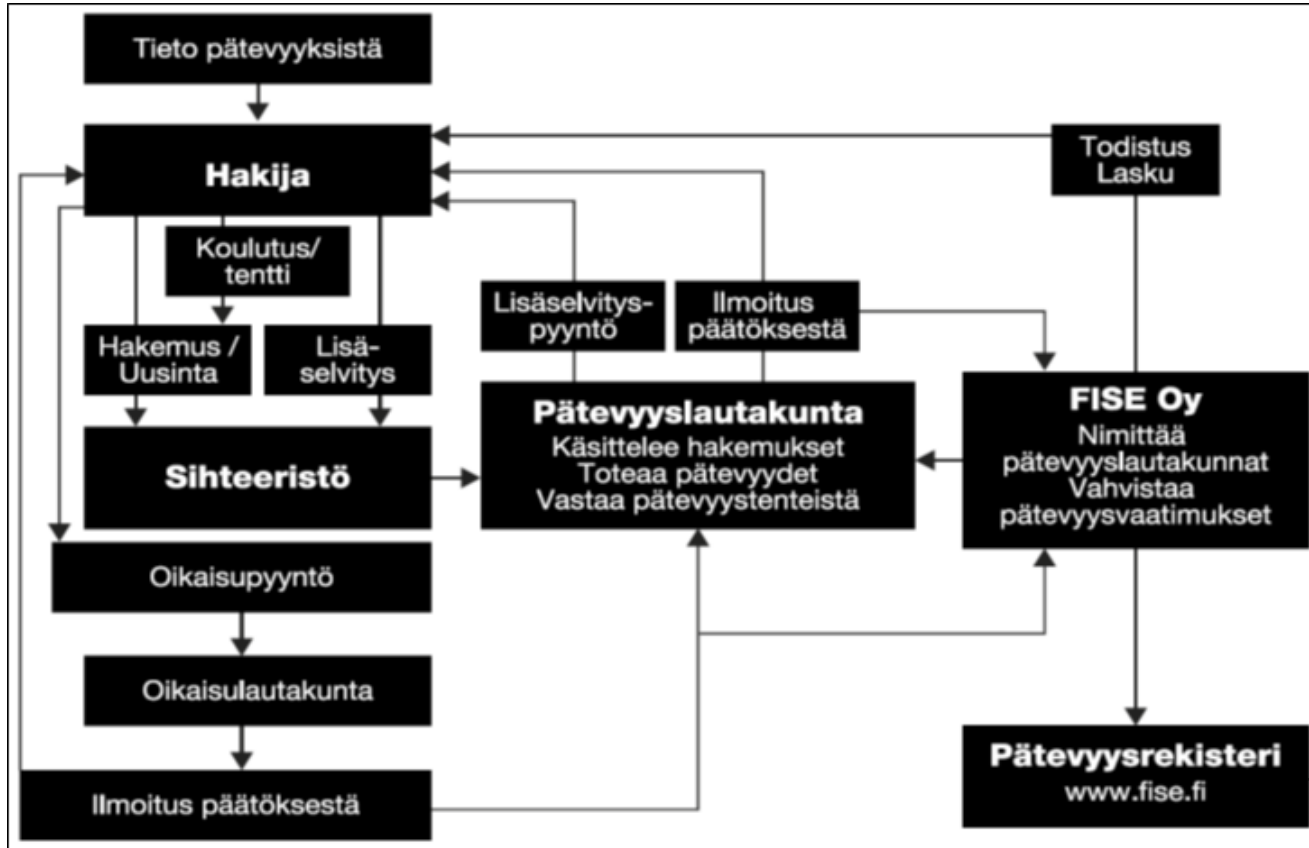 Tieto pätevyyksistä
Hakija
Todistus
Lasku
Koulutus/
tentti
Hakemus /
Uusinta
Lisä-
selvitys
Lisäselvitys-
pyyntö
Ilmoitus
päätöksestä
Sihteeristö
Pätevyyslautakunta
Käsittelee hakemukset
Toteaa pätevyydet
Vastaa pätevyystenteistä
FISE Oy
Nimittää
pätevyyslautakunnat
Vahvistaa
pätevyysvaatimukset
Oikaisupyyntö
Oikaisulautakunta
Ilmoitus päätöksestä
Pätevyysrekisteri
www.fise.fi